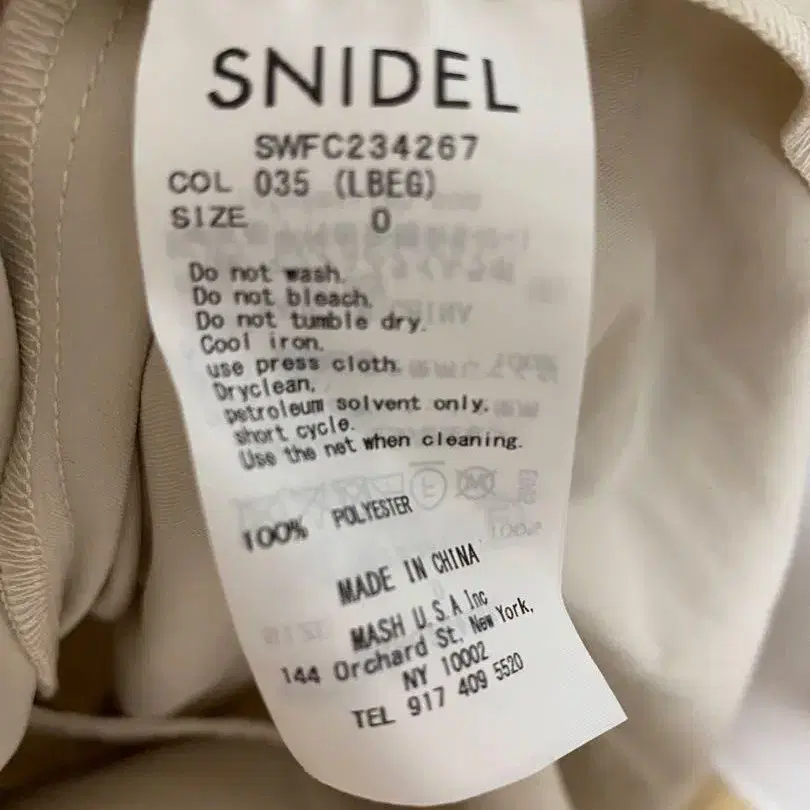 SNIDEL
SWFC234267
COL 035 (LBEG)
SIZE 0
Do not wash.
Do not bleach.
Do not tumble dry.
Cool iron.
use press cloth.
Dryclean.
petroleum solvent only.
short cycle.
Use the net when cleaning.
100% POLYESTER
MADE IN CHINA
MASH U.S.A Inc
144 Orchard St. New York,
NY 10002
TEL 917 409 5520